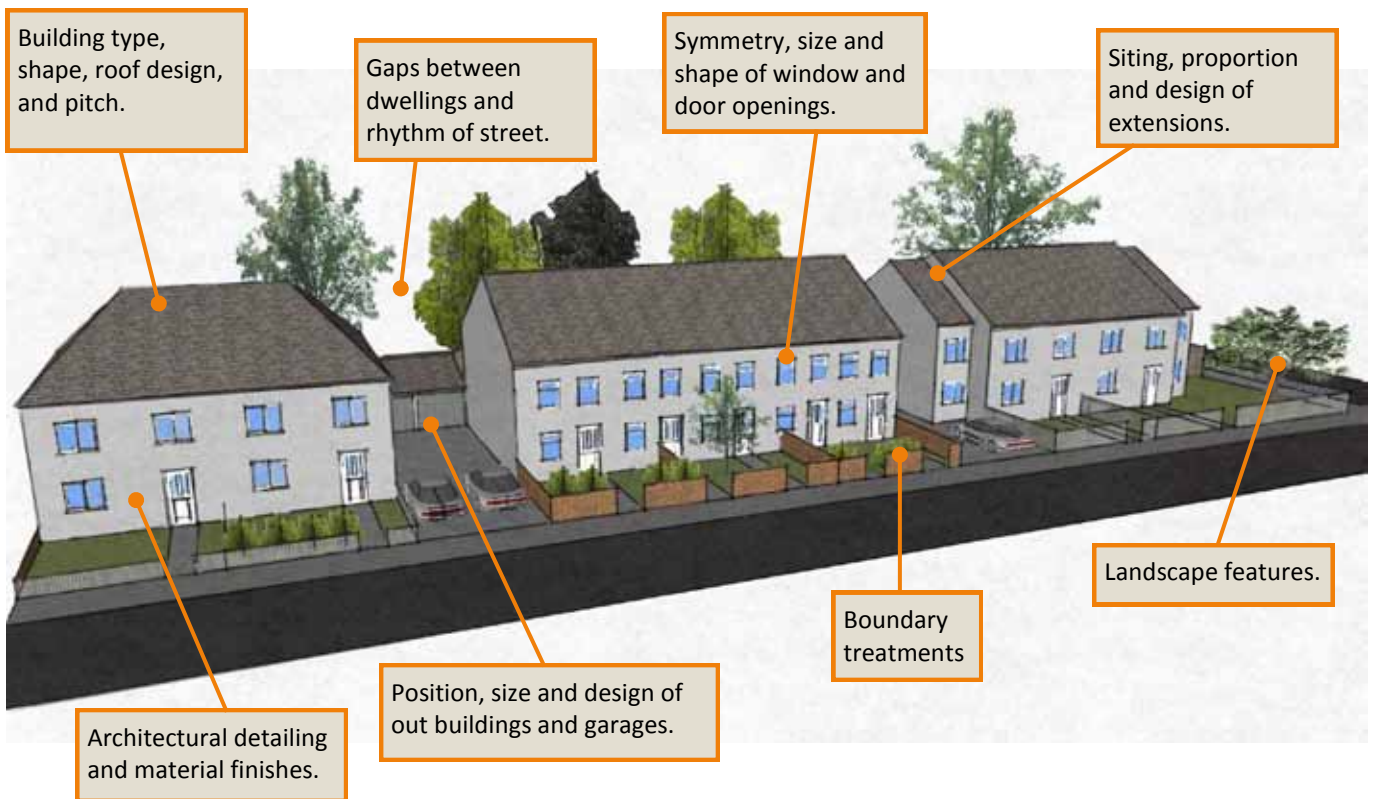 Building type,
shape, roof design,
and pitch.
Gaps between
dwellings and
rhythm of street.
Symmetry, size and
shape of window and
door openings.
Siting, proportion
and design of
extensions.
Landscape features.
Boundary
treatments
Position, size and design of
out buildings and garages.
Architectural detailing
and material finishes.